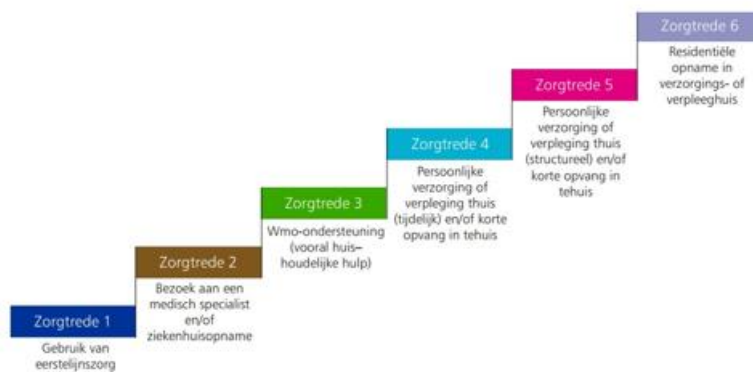 Zorgtrede 1
Gebruik van
eerstelijnszorg
Zorgtrede 2
Bezoek aan een
medisch specialist
en/of
ziekenhuisopname
Zorgtrede 3
Wmo-ondersteuning
(vooral huis–
houdelijke hulp)
Zorgtrede 4
Persoonlijke
verzorging of
verpleging thuis
(tijdelijk) en/of korte
opvang in tehuis
Zorgtrede 5
Persoonlijke
verzorging of
verpleging thuis
(structureel) en/of
korte opvang in
tehuis
Zorgtrede 6
Residentiële
opname in
verzorgings- of
verpleeghuis